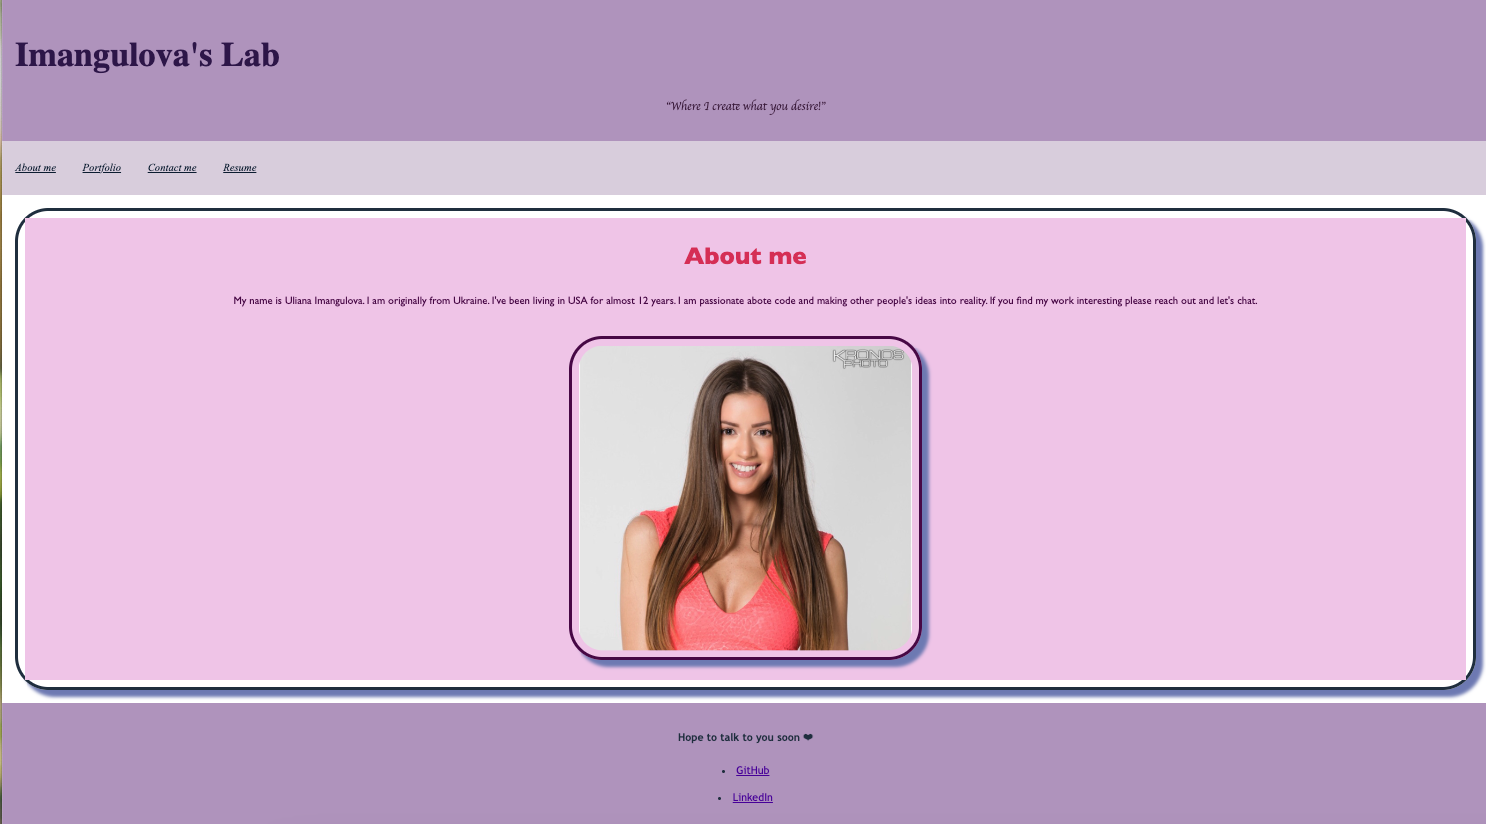 Imangulova's Lab
“Where I create what you desire!”
About me Portfolio Contact me Resume
About me
My name is Uliana Imangulova. I am originally from Ukraine. I've been living in USA for almost 12 years. I am passionate abote code and making other people's ideas into reality. If you find my work interesting please reach out and let's chat.
KRONOS
PHOTO
Hope to talk to you soon ❤
• GitHub
• LinkedIn